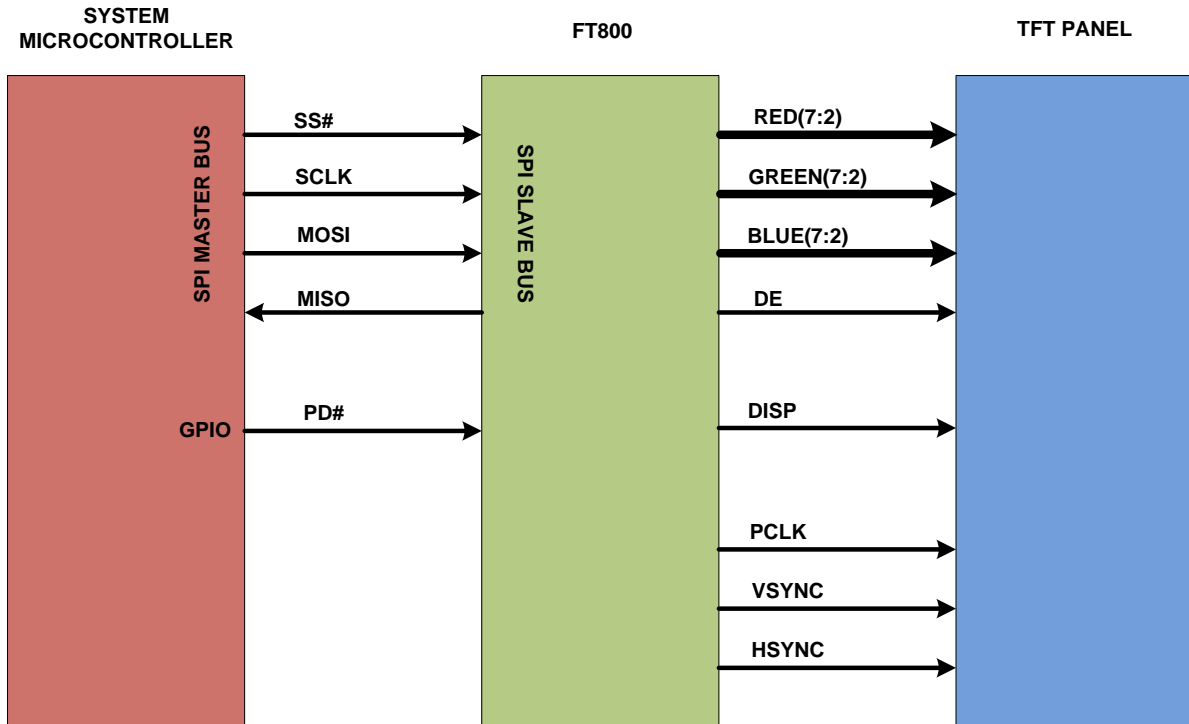 SYSTEM
MICROCONTROLLER
FT800
TFT PANEL
SPI MASTER BUS
SS#
SCLK
MOSI
MISO
GPIO
PD#
SPI SLAVE BUS
RED(7:2)
GREEN(7:2)
BLUE(7:2)
DE
DISP
PCLK
VSYNC
HSYNC